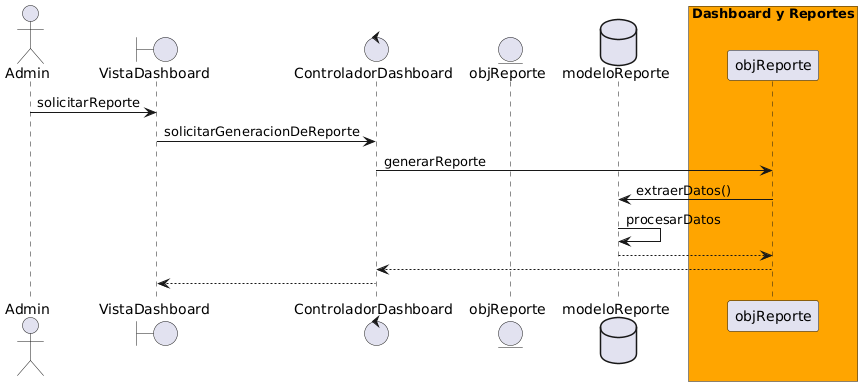 Dashboard y Reportes
Admin
VistaDashboard
ControladorDashboard
objReporte
modeloReporte
objReporte
solicitarReporte
solicitarGeneracionDeReporte
generarReporte
extraerDatos()
procesarDatos
Admin
VistaDashboard
ControladorDashboard
objReporte
modeloReporte
objReporte